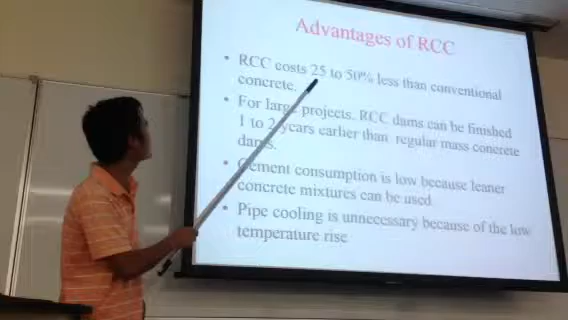 Advantages of RCC
• RCC costs 25 to 50% less than conventional
concrete.
• For large projects, RCC dams can be finished
1 to 2 years earlier than regular mass concrete
dams.
• Cement consumption is low because leaner
concrete mixtures can be used
• Pipe cooling is unnecessary because of the low
temperature rise